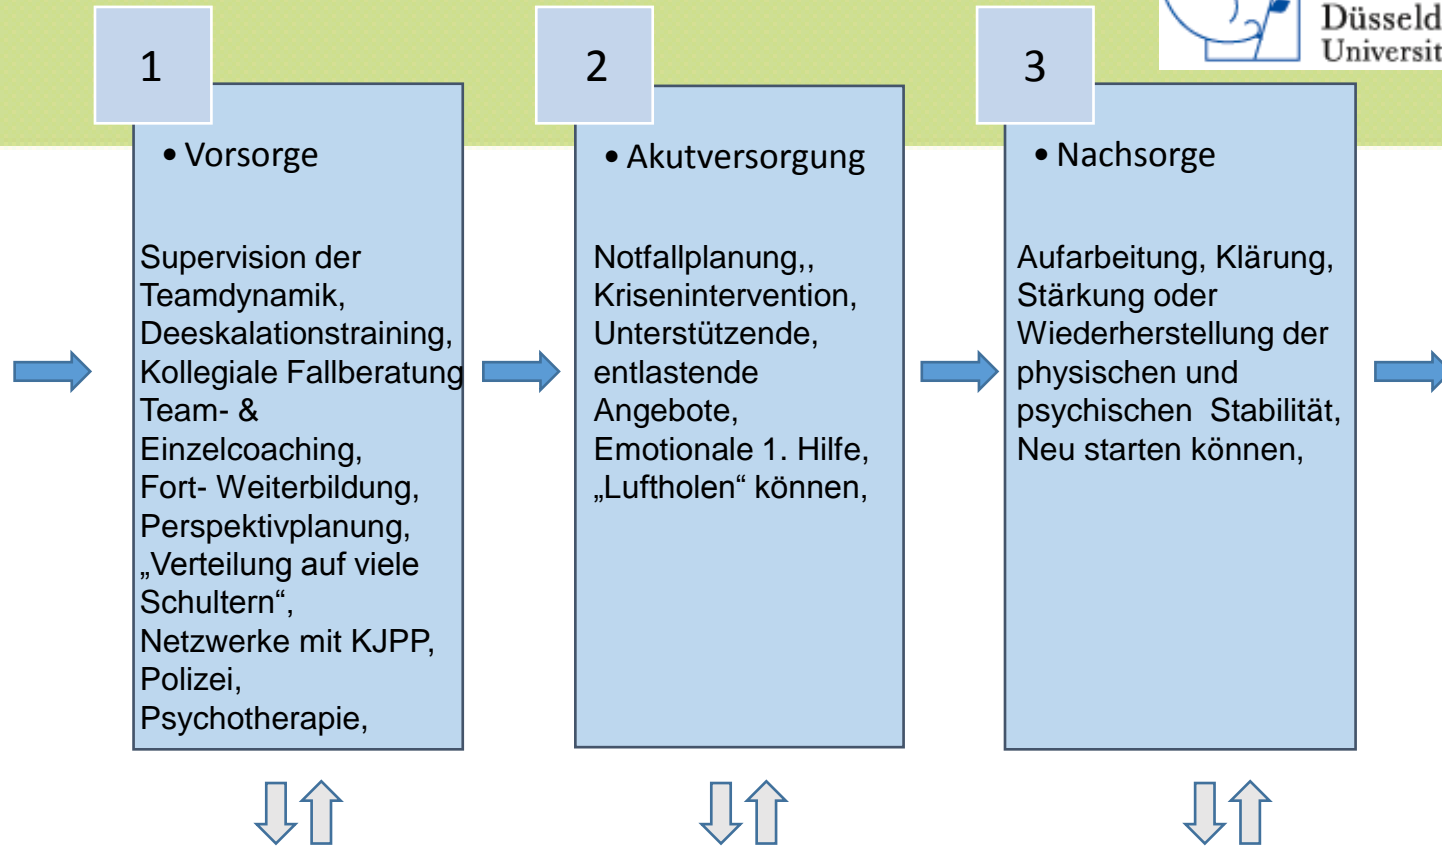 Düsseld
Universit
1
• Vorsorge
Supervision der
Teamdynamik,
Deeskalationstraining,
Kollegiale Fallberatung
Team- &
Einzelcoaching,
Fort- Weiterbildung,
Perspektivplanung,
„Verteilung auf viele
Schultern“,
Netzwerke mit KJPP,
Polizei,
Psychotherapie,
2
• Akutversorgung
Notfallplanung,,
Krisenintervention,
Unterstützende,
entlastende
Angebote,
Emotionale 1. Hilfe,
„Luftholen“ können,
3
• Nachsorge
Aufarbeitung, Klärung,
Stärkung oder
Wiederherstellung der
physischen und
psychischen  Stabilität,
Neu starten können,